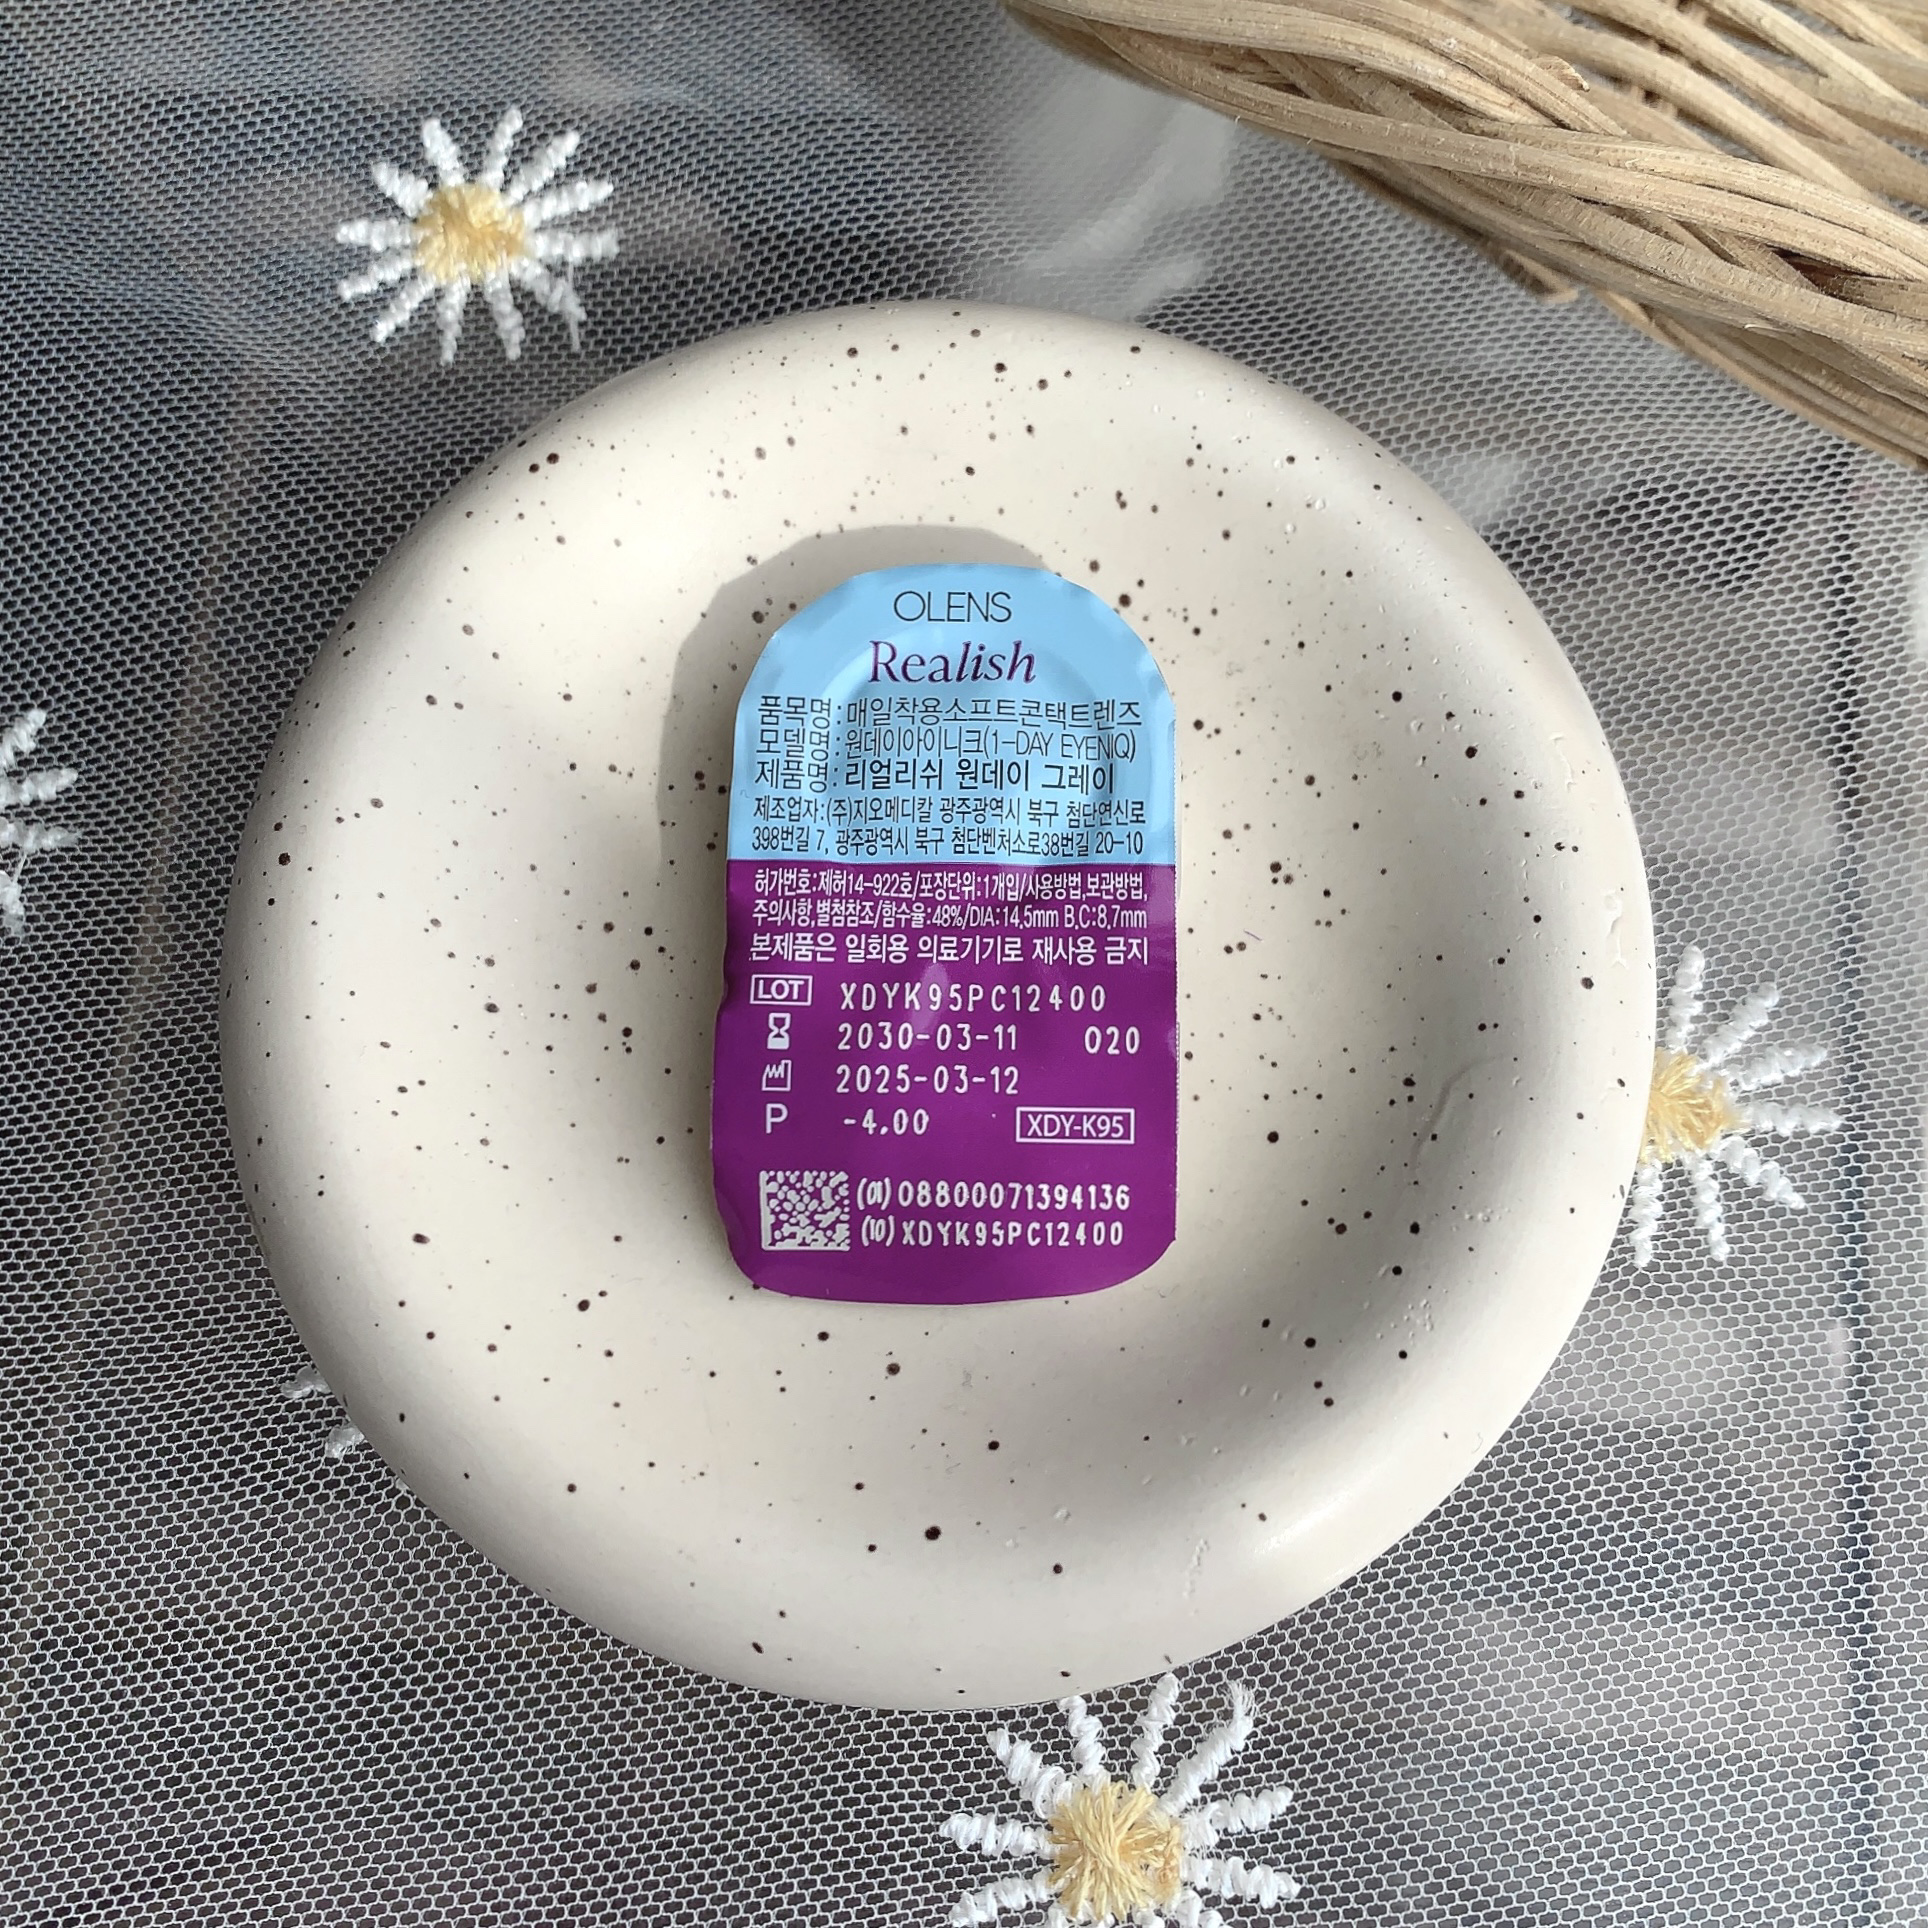 OLENS
Realish
품목명:매일착용소프트콘택트렌즈
모델명:원데이아이니크(1-DAY EYENIQ)
제품명:리얼리쉬 원데이 그레이
제조업자:(주)지오메디칼 광주광역시 북구 첨단연신로
398번길 7, 광주광역시 북구 첨단벤처소로38번길 20-10
허가번호:제허14-922호/포장단위:1개입/사용방법,보관방법,
주의사항,별첨참조/함수율:48%/DIA:14.5mm B.C:8.7mm
본제품은 일회용 의료기기로 재사용 금지
LOT XDYK95PC12400
2030-03-11 020
2025-03-12
P -4.00 XDY-K95
(01)08800071394136
(10)XDYK95PC12400